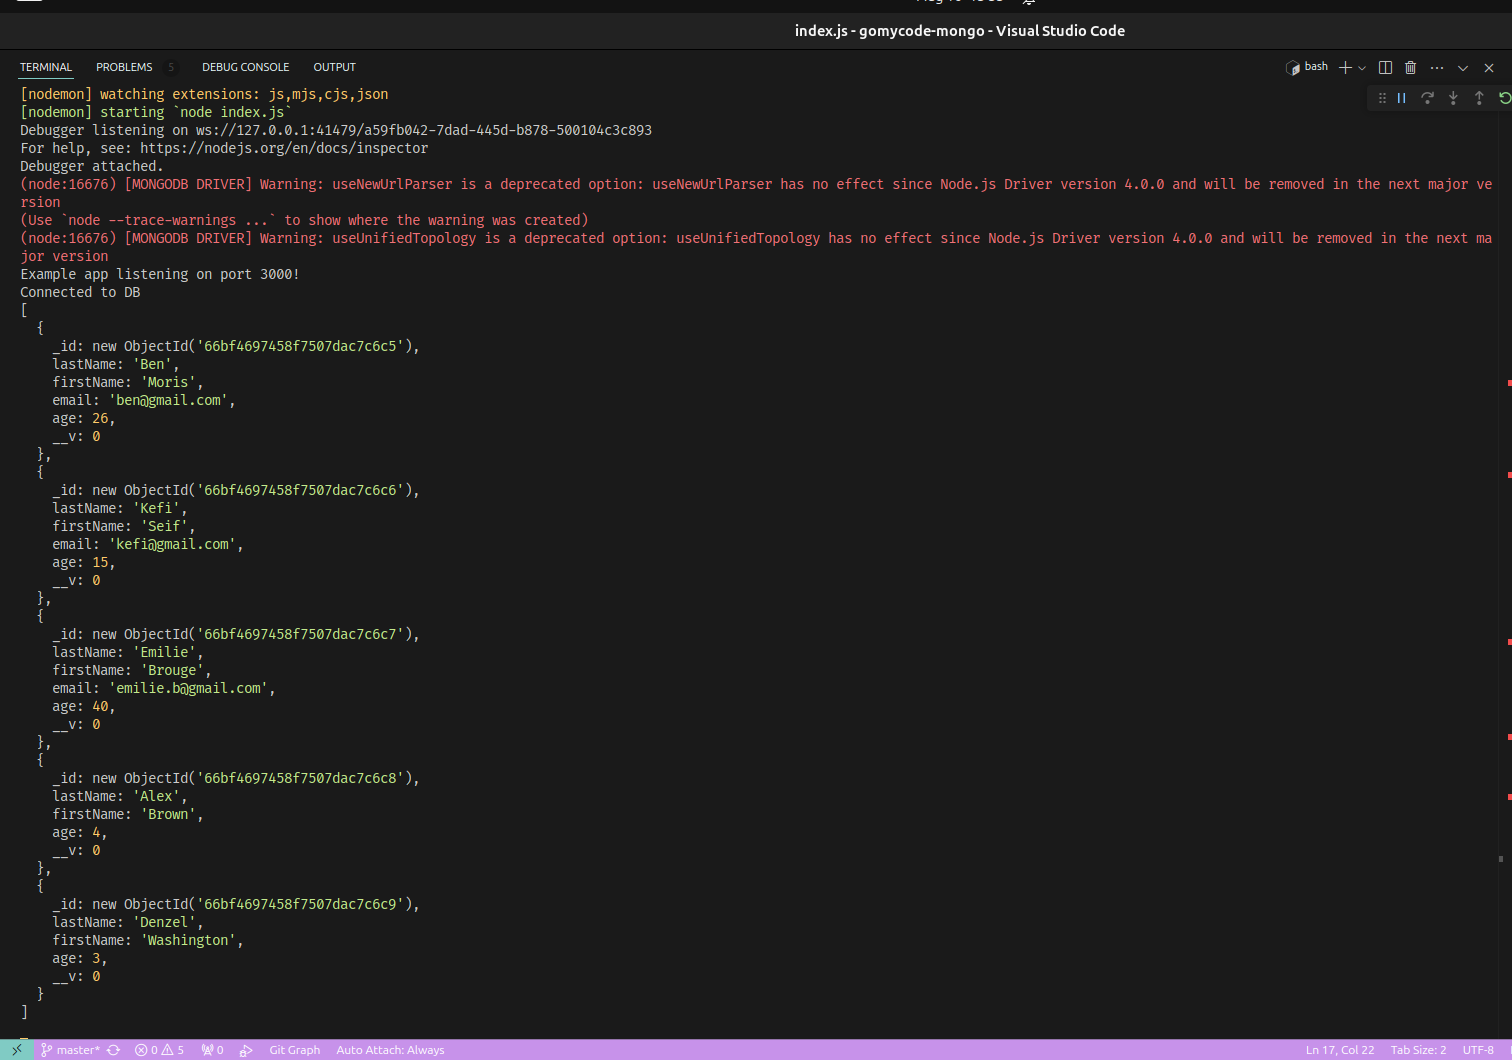 index.js - gomycode-mongo - Visual Studio Code
TERMINAL PROBLEMS 5 DEBUG CONSOLE OUTPUT bash
[nodemon] watching extensions: js,mjs,cjs,json
[nodemon] starting `node index.js`
Debugger listening on ws://127.0.0.1:41479/a59fb042-7dad-445d-b878-500104c3c893
For help, see: https://nodejs.org/en/docs/inspector
Debugger attached.
(node:16676) [MONGODB DRIVER] Warning: useNewUrlParser is a deprecated option: useNewUrlParser has no effect since Node.js Driver version 4.0.0 and will be removed in the next major ve
rsion
(Use `node --trace-warnings ...` to show where the warning was created)
(node:16676) [MONGODB DRIVER] Warning: useUnifiedTopology is a deprecated option: useUnifiedTopology has no effect since Node.js Driver version 4.0.0 and will be removed in the next ma
jor version
Example app listening on port 3000!
Connected to DB
[
  {
    _id: new ObjectId('66bf4697458f7507dac7c6c5'),
    lastName: 'Ben',
    firstName: 'Moris',
    email: 'ben@gmail.com',
    age: 26,
    __v: 0
  },
  {
    _id: new ObjectId('66bf4697458f7507dac7c6c6'),
    lastName: 'Kefi',
    firstName: 'Seif',
    email: 'kefi@gmail.com',
    age: 15,
    __v: 0
  },
  {
    _id: new ObjectId('66bf4697458f7507dac7c6c7'),
    lastName: 'Emilie',
    firstName: 'Brouge',
    email: 'emilie.b@gmail.com',
    age: 40,
    __v: 0
  },
  {
    _id: new ObjectId('66bf4697458f7507dac7c6c8'),
    lastName: 'Alex',
    firstName: 'Brown',
    age: 4,
    __v: 0
  },
  {
    _id: new ObjectId('66bf4697458f7507dac7c6c9'),
    lastName: 'Denzel',
    firstName: 'Washington',
    age: 3,
    __v: 0
  }
]
master* 0 5 0 Git Graph Auto Attach: Always Ln 17, Col 22 Tab Size: 2 UTF-8